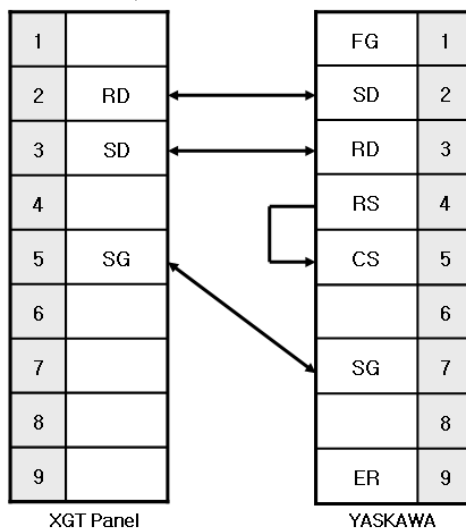 1 FG 1
2 RD SD 2
3 SD RD 3
4 RS 4
5 SG CS 5
6 6
7 SG 7
8 8
9 ER 9
XGT Panel YASKAWA